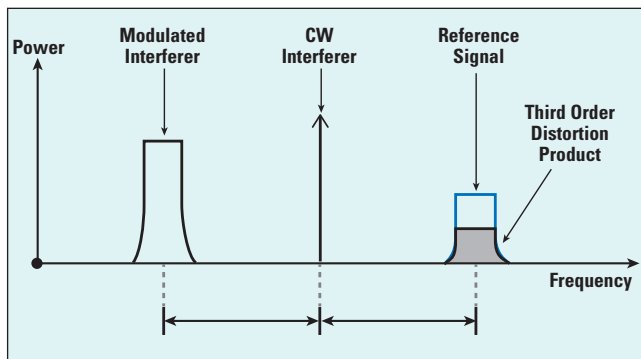 Power
Modulated
Interferer
CW
Interferer
Reference
Signal
Third Order
Distortion
Product
Frequency